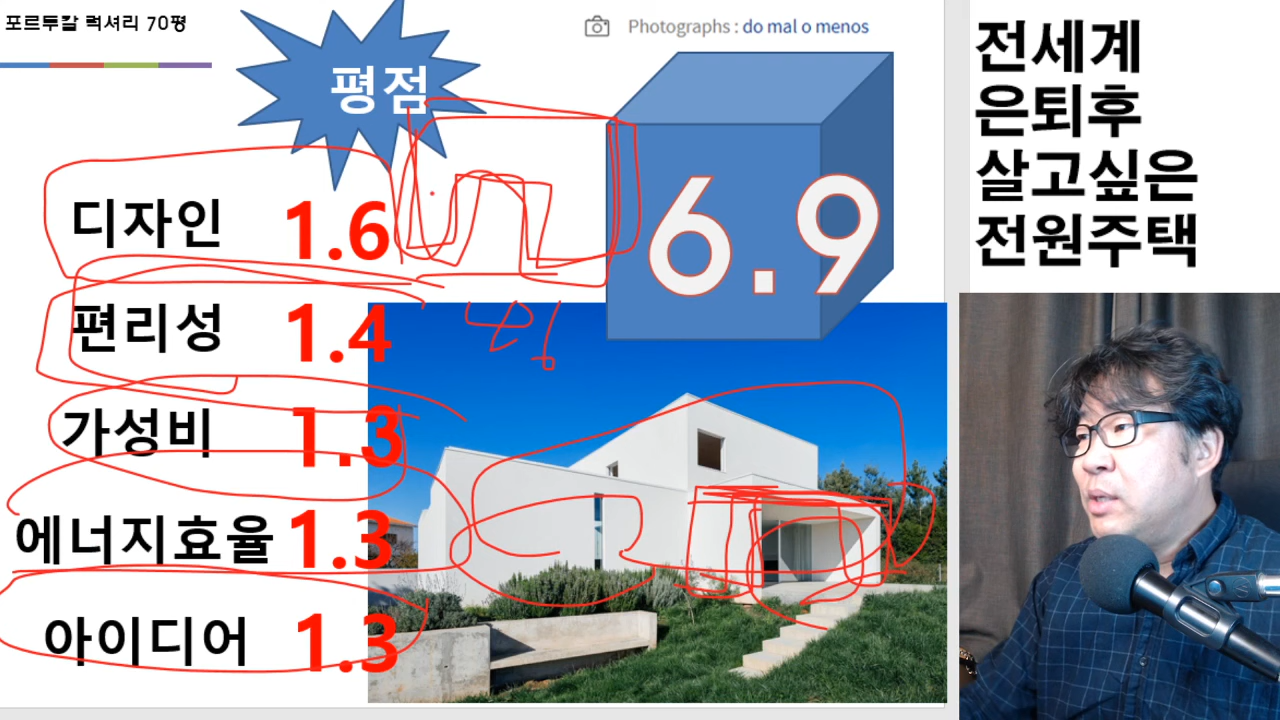 포르투칼 럭셔리 70평
Photographs : do mal o menos
평점
6.9
디자인 1.6
편리성 1.4
가성비 1.3
에너지효율 1.3
아이디어 1.3
전세계
은퇴후
살고싶은
전원주택